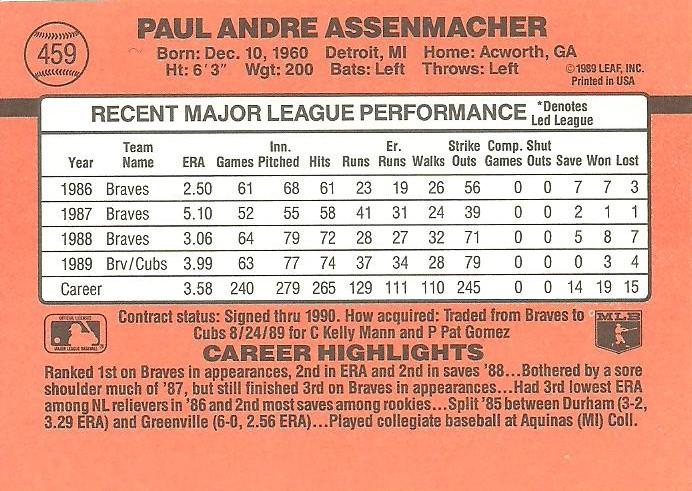 459
PAUL ANDRE ASSENMACHER
Born: Dec. 10, 1960 Detroit, MI Home: Acworth, GA
Ht: 6'3" Wgt: 200 Bats: Left Throws: Left
©1989 LEAF, INC.
Printed in USA
RECENT MAJOR LEAGUE PERFORMANCE *Denotes Led League
Year Team Name ERA Games Inn. Pitched Hits Runs Er. Runs Walks Strike Outs Comp. Games Shut Outs Save Won Lost
1986 Braves 2.50 61 68 61 23 19 26 56 0 0 7 7 3
1987 Braves 5.10 52 55 58 41 31 24 39 0 0 2 1 1
1988 Braves 3.06 64 79 72 28 27 32 71 0 0 5 8 7
1989 Brv/Cubs 3.99 63 77 74 37 34 28 79 0 0 0 3 4
Career 3.58 240 279 265 129 111 110 245 0 0 14 19 15
OFFICIAL LICENSEE
MAJOR LEAGUE BASEBALL
Contract status: Signed thru 1990. How acquired: Traded from Braves to
Cubs 8/24/89 for C Kelly Mann and P Pat Gomez
MLB
CAREER HIGHLIGHTS
Ranked 1st on Braves in appearances, 2nd in ERA and 2nd in saves '88...Bothered by a sore
shoulder much of '87, but still finished 3rd on Braves in appearances...Had 3rd lowest ERA
among NL relievers in '86 and 2nd most saves among rookies...Split '85 between Durham (3-2,
3.29 ERA) and Greenville (6-0, 2.56 ERA)...Played collegiate baseball at Aquinas (MI) Coll.